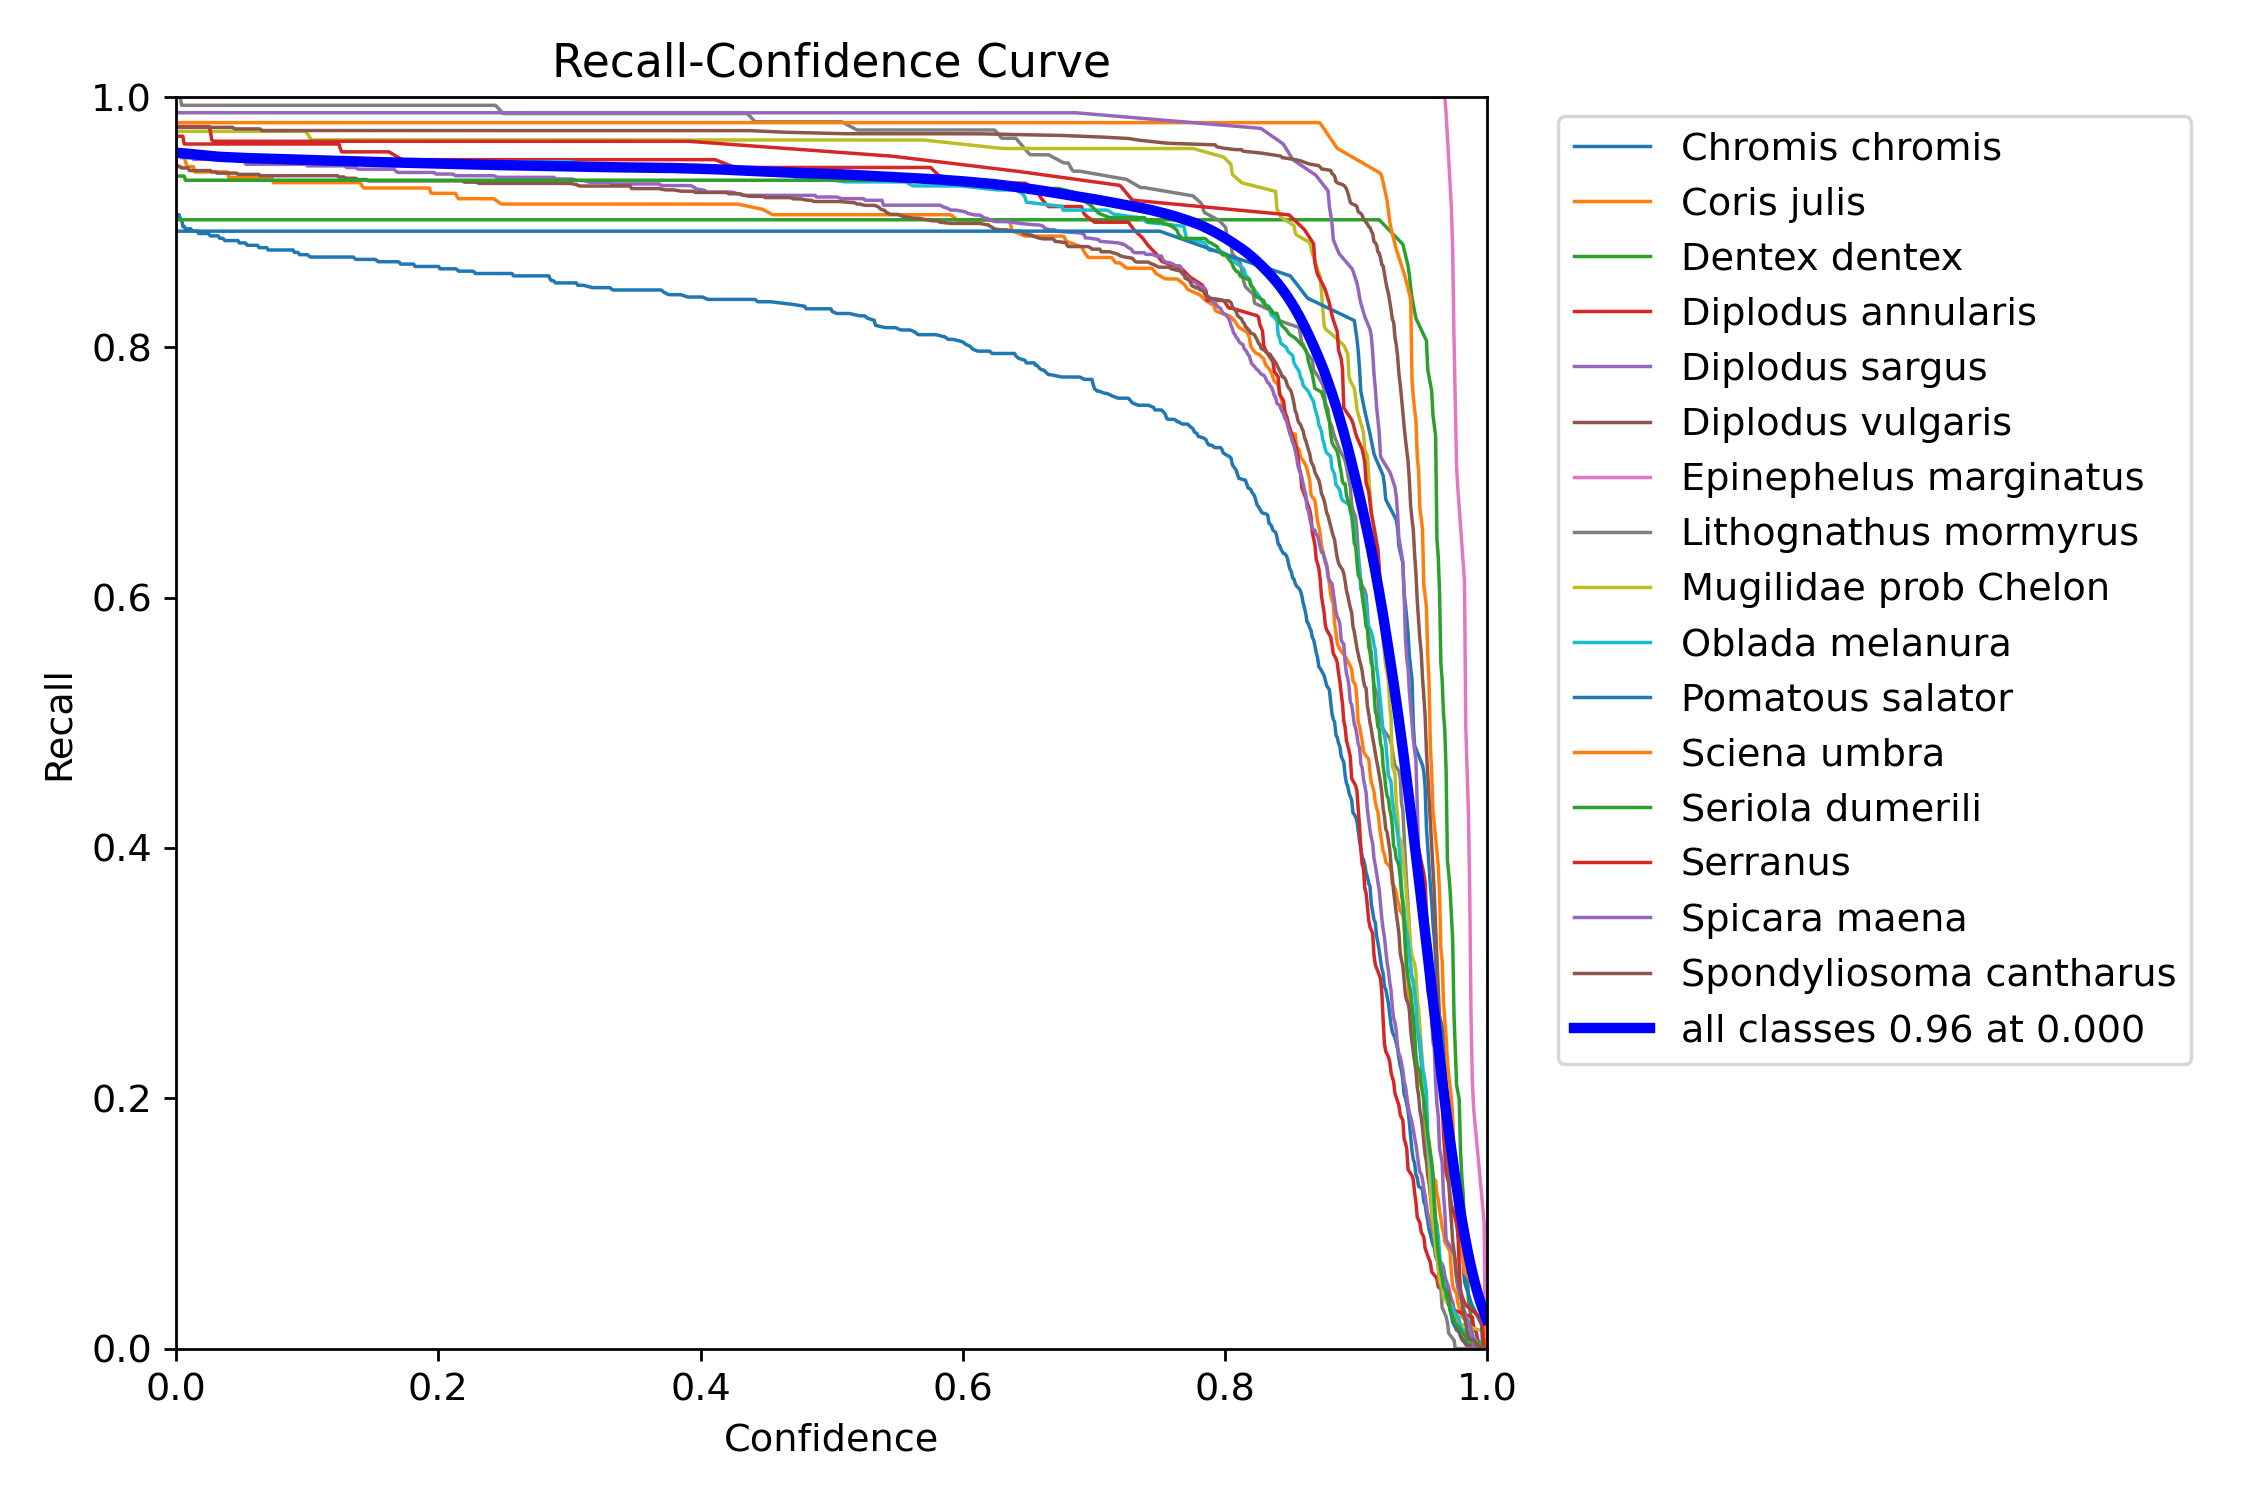 Recall-Confidence Curve
1.0
0.8
0.6
0.4
0.2
0.0
Recall
0.0 0.2 0.4 0.6 0.8 1.0
Confidence
Chromis chromis
Coris julis
Dentex dentex
Diplodus annularis
Diplodus sargus
Diplodus vulgaris
Epinephelus marginatus
Lithognathus mormyrus
Mugilidae prob Chelon
Oblada melanura
Pomatous salator
Sciena umbra
Seriola dumerili
Serranus
Spicara maena
Spondyliosoma cantharus
all classes 0.96 at 0.000